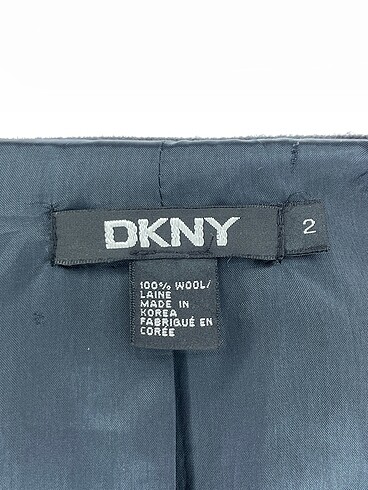 DKNY
2
100% WOOL/
LAINE
MADE IN
KOREA
FABRIQUÉ EN
CORÉE